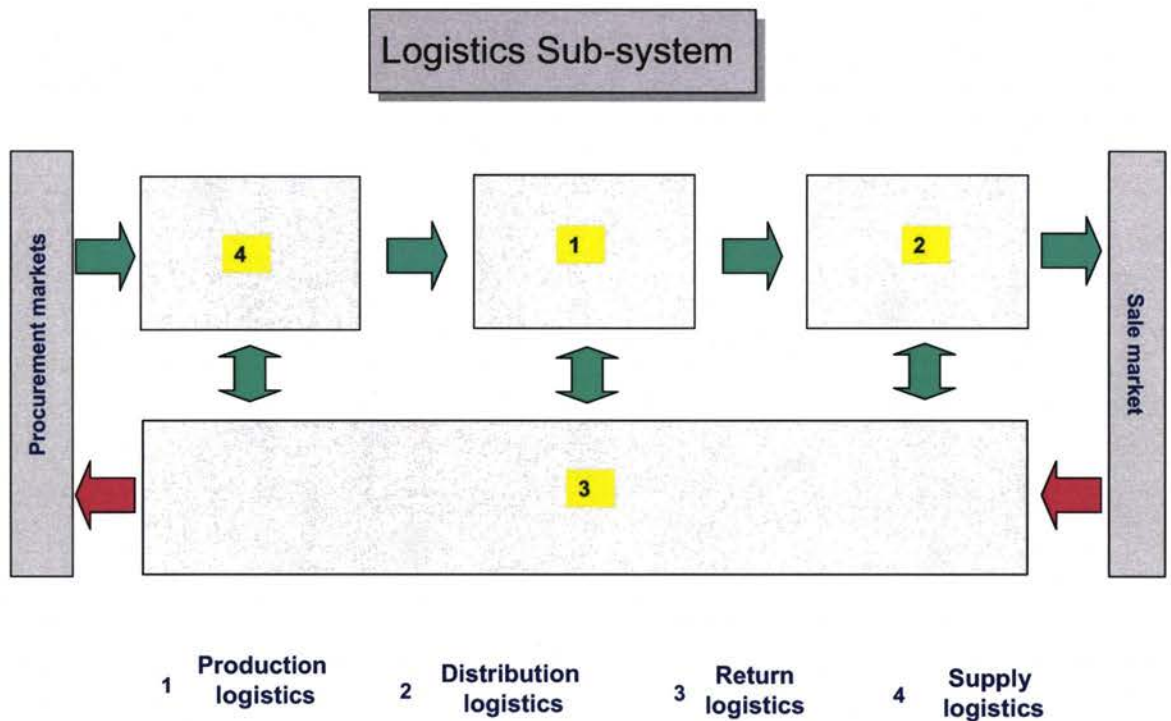 Logistics Sub-system
Procurement markets
4
1
2
Sale market
3
1 Production
logistics
2 Distribution
logistics
3 Return
logistics
4 Supply
logistics